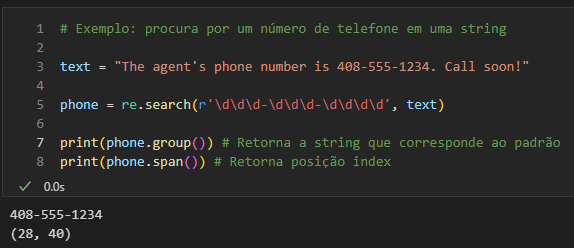 1 # Exemplo: procura por um número de telefone em uma string
2
3 text = "The agent's phone number is 408-555-1234. Call soon!"
4
5 phone = re.search(r'\d\d\d-\d\d\d-\d\d\d\d', text)
6
7 print(phone.group()) # Retorna a string que corresponde ao padrão
8 print(phone.span()) # Retorna posição index
✓ 0.0s
408-555-1234
(28, 40)